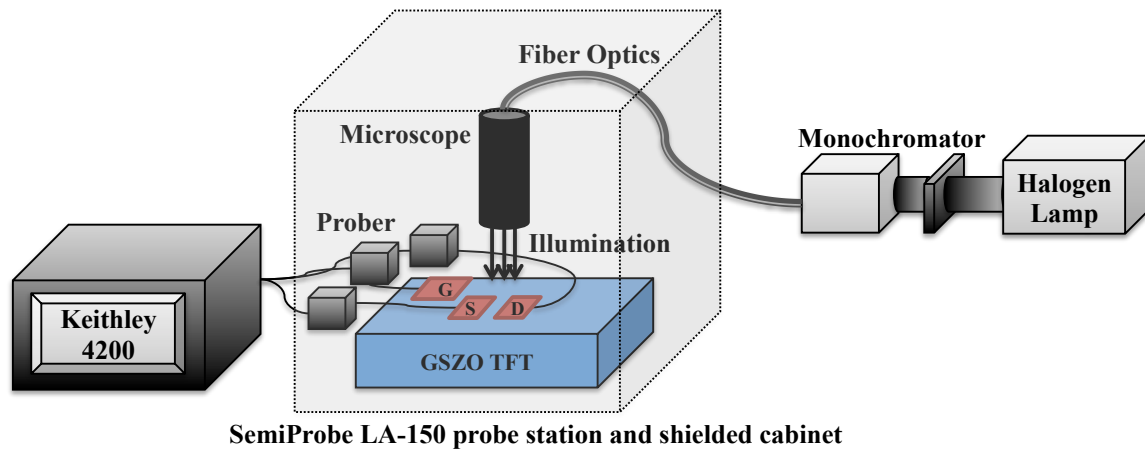 Fiber Optics
Microscope
Monochromator
Halogen
Lamp
Prober
Illumination
G
S
D
Keithley
4200
GSZO TFT
SemiProbe LA-150 probe station and shielded cabinet